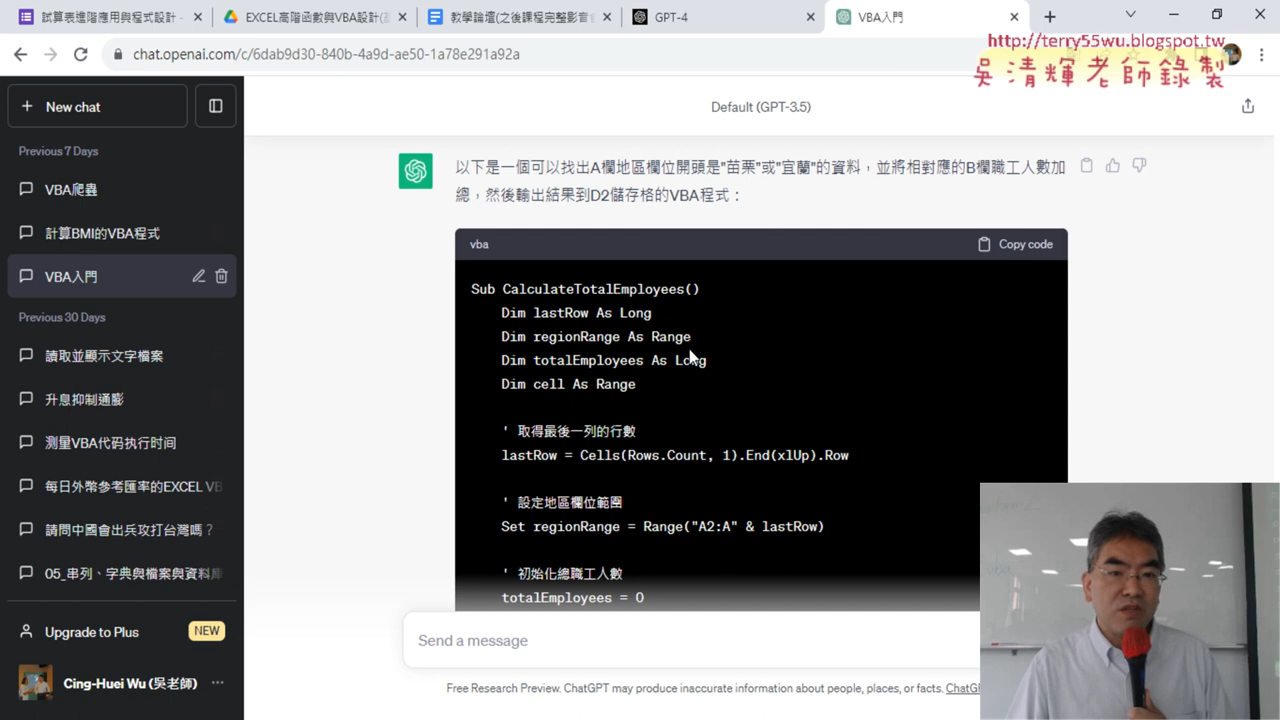 試算表進階應用與程式設計 -
EXCEL高階函數與VBA設計(
教學論壇(之後課程完整影音
GPT-4
VBA入門
chat.openai.com/c/6dab9d30-840b-4a9d-ae50-1a78e291a92a
http://terry55wu.blogspot.tw
吳清輝老師錄製
New chat
Default (GPT-3.5)
Previous 7 Days
VBA爬蟲
計算BMI的VBA程式
VBA入門
Previous 30 Days
請取並顯示文字檔案
升息抑制通膨
测量VBA代码执行时间
每日外幣參考匯率的EXCEL VB
請問中國會出兵攻打台灣嗎？
05_串列、字典與檔案與資料庫
Upgrade to Plus
NEW
Cing-Huei Wu (吳老師)
以下是一個可以找出A欄地區欄位開頭是"苗栗"或"宜蘭"的資料，並將相對應的B欄職工人數加
總，然後輸出結果到D2儲存格的VBA程式：
vba
Copy code
Sub CalculateTotalEmployees()
Dim lastRow As Long
Dim regionRange As Range
Dim totalEmployees As Long
Dim cell As Range
' 取得最後一列的行數
lastRow = Cells(Rows.Count, 1).End(xlUp).Row
' 設定地區欄位範圍
Set regionRange = Range("A2:A" & lastRow)
' 初始化總職工人數
totalEmployees = 0
Send a message
Free Research Preview. ChatGPT may produce inaccurate information about people, places, or facts. ChatG